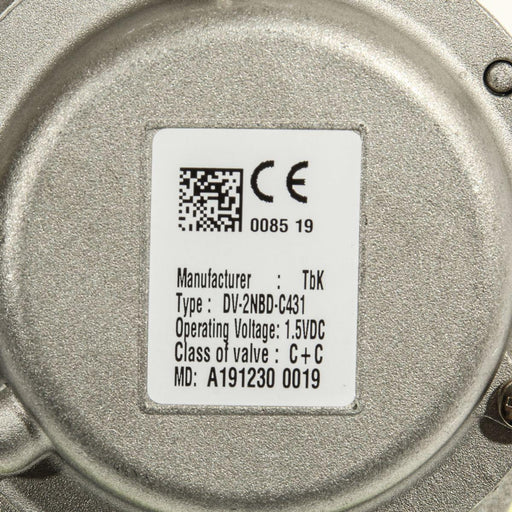 CE
0085 19
Manufacturer : TbK
Type : DV-2NBD-C431
Operating Voltage: 1.5VDC
Class of valve : C + C
MD: A191230 0019